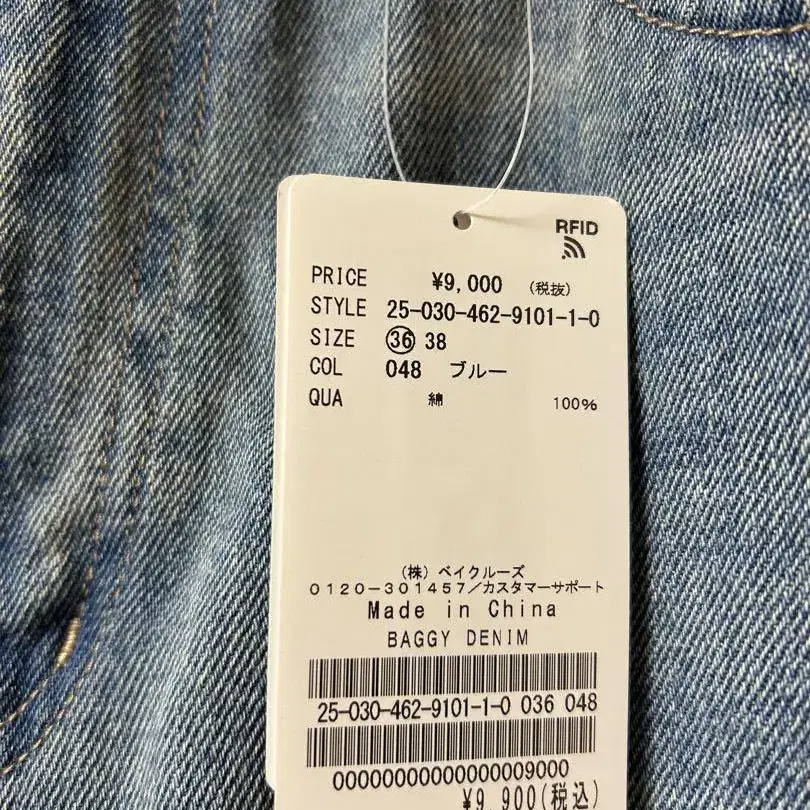 RFID
PRICE ¥9,000 (税抜)
STYLE 25-030-462-9101-1-0
SIZE ㊱ 38
COL 048 ブルー
QUA 綿 100%
(株) ベイクルーズ
0120-301457/カスタマーサポート
Made in China
BAGGY DENIM
25-030-462-9101-1-0 036 048
00000000000000009000
¥9,900(税込)